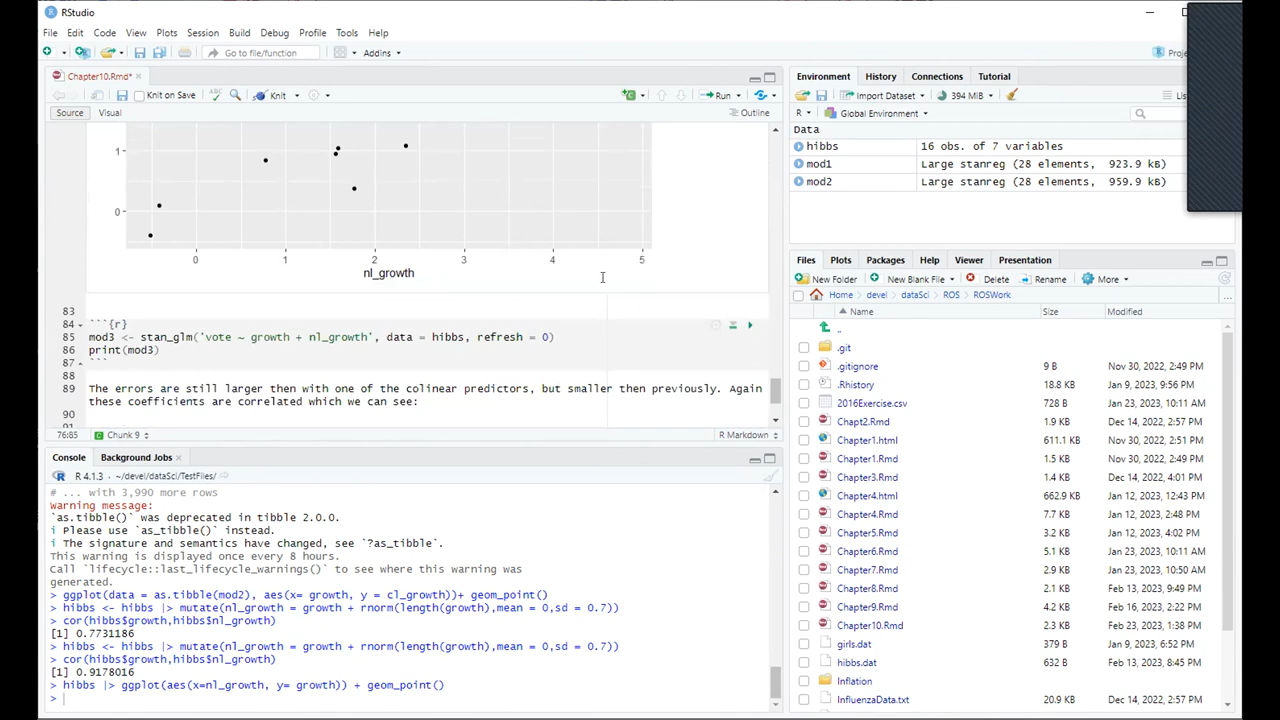 RStudio
File Edit Code View Plots Session Build Debug Profile Tools Help
Go to file/function Addins Proje
Chapter10.Rmd* ×
Knit on Save ABC Knit Run
Source Visual Outline
1
0
0 1 2 3 4 5
nl_growth
83
84 ```{r}
85 mod3 <- stan_glm('vote ~ growth + nl_growth', data = hibbs, refresh = 0)
86 print(mod3)
87 ```
88
89 The errors are still larger then with one of the colinear predictors, but smaller then previously. Again
these coefficients are correlated which we can see:
90
91
76:85 Chunk 9 R Markdown
Console Background Jobs ×
R 4.1.3 · ~/devel/dataSci/TestFiles/
# ... with 3,990 more rows
Warning message:
`as.tibble()` was deprecated in tibble 2.0.0.
i Please use `as_tibble()` instead.
i The signature and semantics have changed, see `?as_tibble`.
This warning is displayed once every 8 hours.
Call `lifecycle::last_lifecycle_warnings()` to see where this warning was
generated.
> ggplot(data = as.tibble(mod2), aes(x= growth, y = cl_growth))+ geom_point()
> hibbs <- hibbs |> mutate(nl_growth = growth + rnorm(length(growth),mean = 0,sd = 0.7))
> cor(hibbs$growth,hibbs$nl_growth)
[1] 0.7731186
> hibbs <- hibbs |> mutate(nl_growth = growth + rnorm(length(growth),mean = 0,sd = 0.7))
> cor(hibbs$growth,hibbs$nl_growth)
[1] 0.9178016
> hibbs |> ggplot(aes(x=nl_growth, y= growth)) + geom_point()
>
Environment History Connections Tutorial
Import Dataset 394 MiB Lis
R Global Environment
Data
hibbs 16 obs. of 7 variables
mod1 Large stanreg (28 elements, 923.9 kB)
mod2 Large stanreg (28 elements, 959.9 kB)
Files Plots Packages Help Viewer Presentation
New Folder New Blank File Delete Rename More
Home devel dataSci ROS ROSWork ...
Name Size Modified
..
.git
.gitignore 9 B Nov 30, 2022, 2:51 PM
.Rhistory 18.8 KB Jan 9, 2023, 9:56 PM
2016Exercise.csv 728 B Jan 23, 2023, 10:11 AM
Chapt2.Rmd 1.9 KB Dec 14, 2022, 2:57 PM
Chapter1.html 611.1 KB Nov 30, 2022, 2:51 PM
Chapter1.Rmd 1.5 KB Nov 30, 2022, 2:49 PM
Chapter3.Rmd 1.4 KB Dec 14, 2022, 4:01 PM
Chapter4.html 662.9 KB Jan 12, 2023, 12:43 PM
Chapter4.Rmd 7.7 KB Jan 12, 2023, 2:48 PM
Chapter5.Rmd 3.2 KB Jan 12, 2023, 4:02 PM
Chapter6.Rmd 5.1 KB Jan 23, 2023, 10:11 AM
Chapter7.Rmd 2.9 KB Jan 23, 2023, 10:50 AM
Chapter8.Rmd 1.1 KB Feb 13, 2023, 9:45 PM
Chapter9.Rmd 4.2 KB Feb 16, 2023, 2:22 PM
Chapter10.Rmd 2.3 KB Feb 23, 2023, 1:38 PM
girls.dat 379 B Jan 9, 2023, 6:52 PM
hibbs.dat 632 B Feb 13, 2023, 8:45 PM
Inflation
InfluenzaData.txt 20.9 KB Dec 14, 2022, 2:57 PM